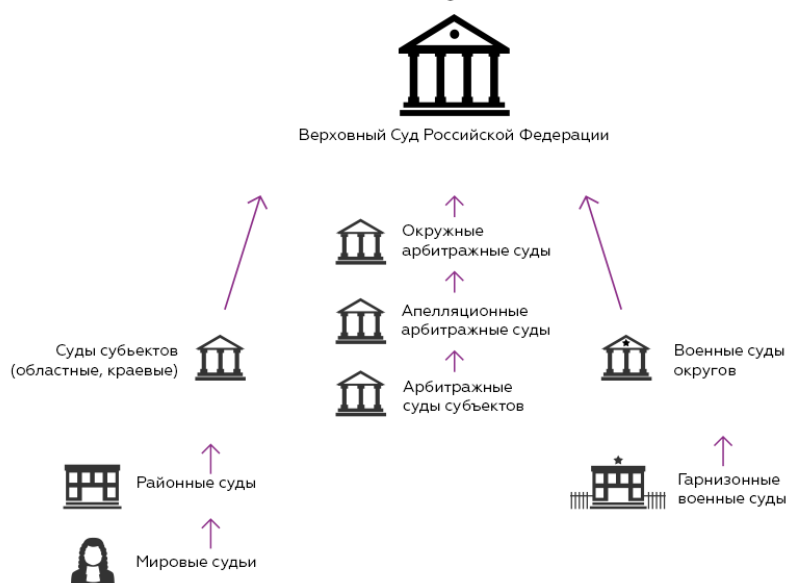 Верховный Суд Российской Федерации
Окружные
арбитражные суды
Апелляционные
арбитражные суды
Арбитражные
суды субъектов
Суды субъектов
(областные, краевые)
Районные суды
Мировые судьи
Военные суды
округов
Гарнизонные
военные суды